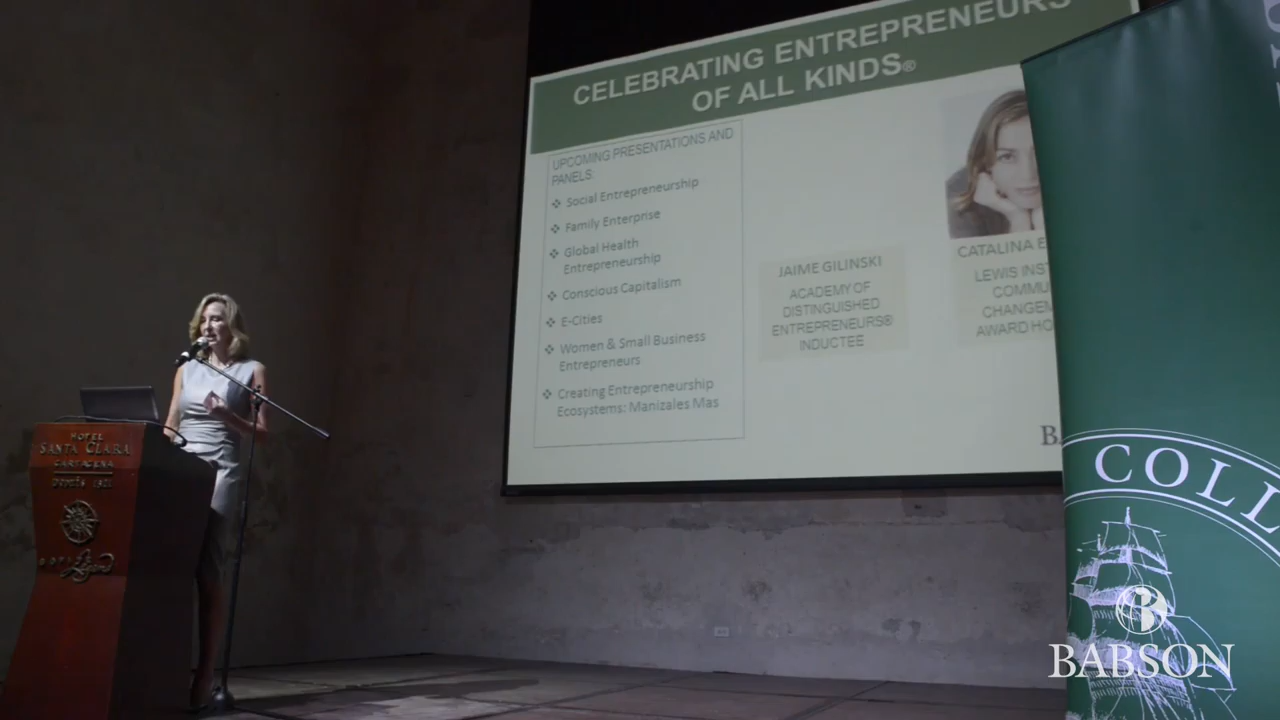 CELEBRATING ENTREPRENEURS
OF ALL KINDS®
UPCOMING PRESENTATIONS AND
PANELS:
Social Entrepreneurship
Family Enterprise
Global Health
Entrepreneurship
Conscious Capitalism
E-Cities
Women & Small Business
Entrepreneurs
Creating Entrepreneurship
Ecosystems: Manizales Mas
JAIME GILINSKI
ACADEMY OF
DISTINGUISHED
ENTREPRENEURS®
INDUCTEE
CATALINA E
LEWIS INS
COMMU
CHANGEM
AWARD HO
B
COLL
BABSON
HOTEL
SANTA CLARA
CARTAGENA